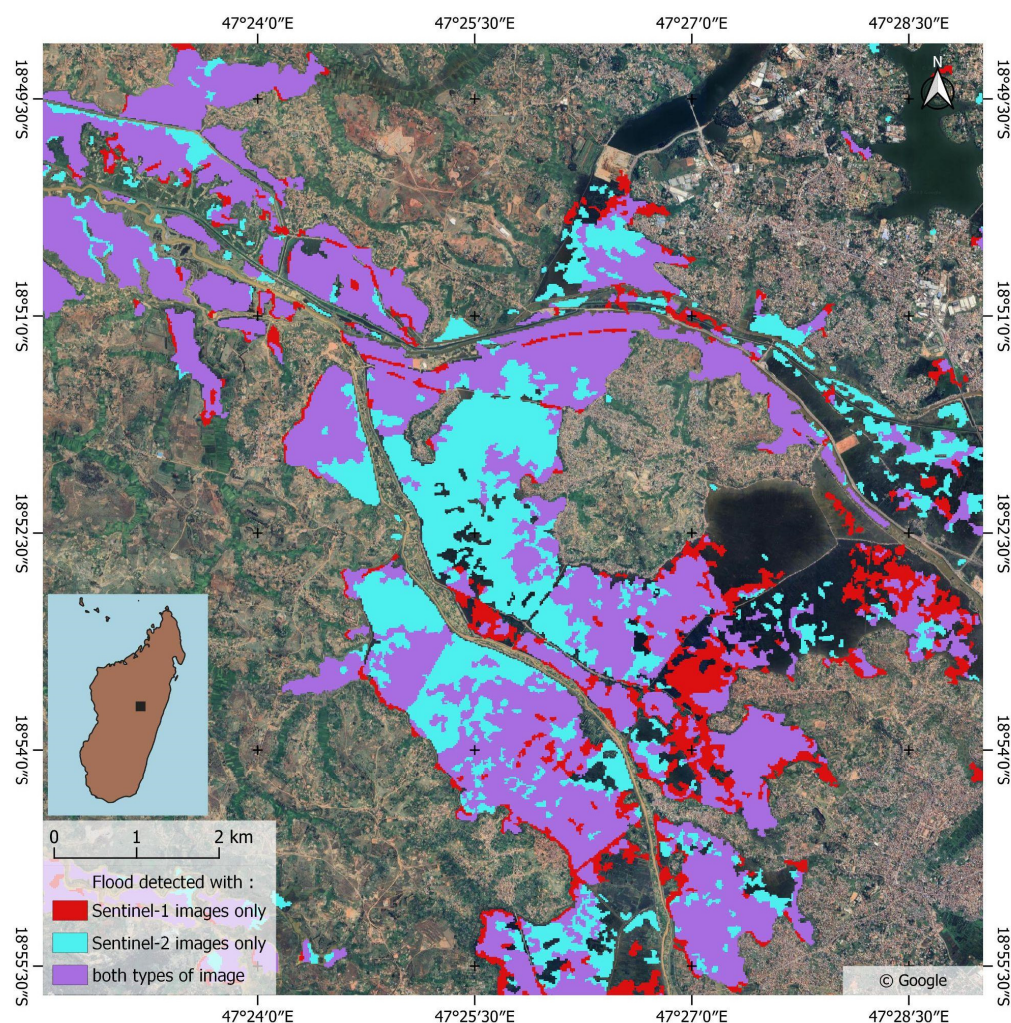 47°24′0″E 47°25′30″E 47°27′0″E 47°28′30″E
N
18°49′30″S 18°49′30″S
18°51′0″S 18°51′0″S
18°52′30″S 18°52′30″S
18°54′0″S 18°54′0″S
18°55′30″S 18°55′30″S
0 1 2 km
Flood detected with :
Sentinel-1 images only
Sentinel-2 images only
both types of image
© Google
47°24′0″E 47°25′30″E 47°27′0″E 47°28′30″E